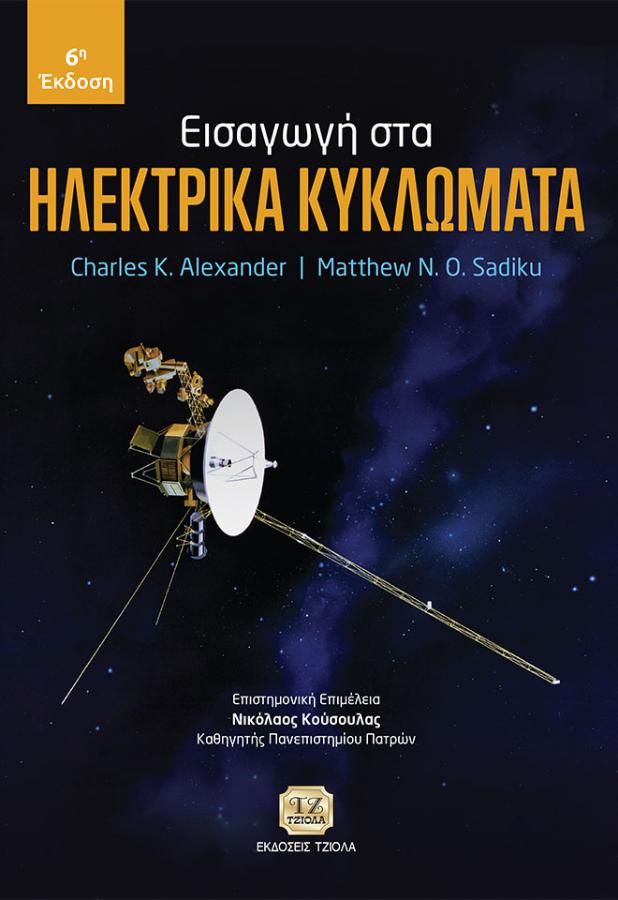 6η
Έκδοση
Εισαγωγή στα
ΗΛΕΚΤΡΙΚΑ ΚΥΚΛΩΜΑΤΑ
Charles K. Alexander | Matthew N. O. Sadiku
Επιστημονική Επιμέλεια
Νικόλαος Κούσουλας
Καθηγητής Πανεπιστημίου Πατρών
ΤΖ
ΤΖΙΟΛΑ
ΕΚΔΟΣΕΙΣ ΤΖΙΟΛΑ